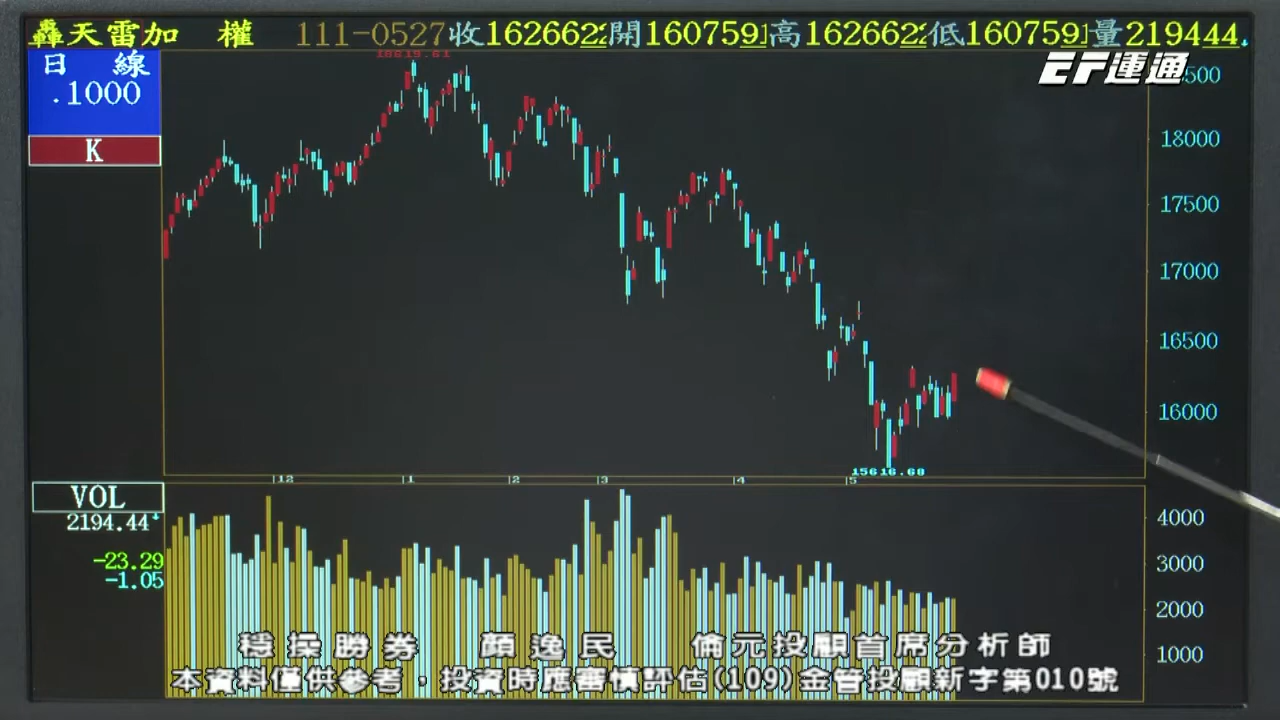 轟天雷加 權 111-0527收1626622開1607591高1626622低1607591量219444↓
日 線
.1000
K
EF運通
18619.61
18500
18000
17500
17000
16500
16000
15616.68
12 1 2 3 4 5
VOL
2194.44↓
-23.29
-1.05
4000
3000
2000
1000
穩操勝券 顏逸民 倫元投顧首席分析師
本資料僅供參考，投資時應審慎評估(109)金管投顧新字第010號